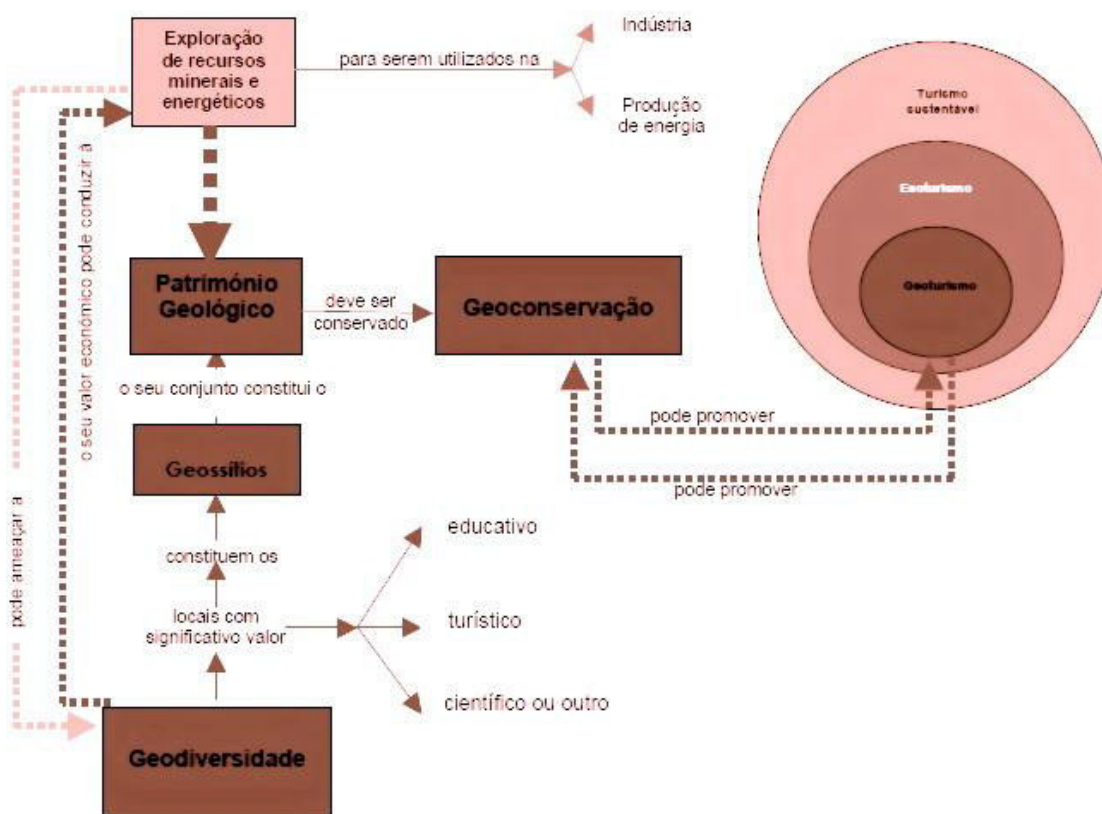 Exploração
de recursos
minerais e
energéticos
para serem utilizados na
Indústria
Produção
de energia
Turismo
sustentável
Geoturismo
o seu valor económico pode conduzir à
pode ameaçar a
Património
Geológico
deve ser
conservado
Geoconservação
o seu conjunto constitui o
pode promover
pode promover
Geossítios
constituem os
locais com
significativo valor
educativo
turístico
científico ou outro
Geodiversidade